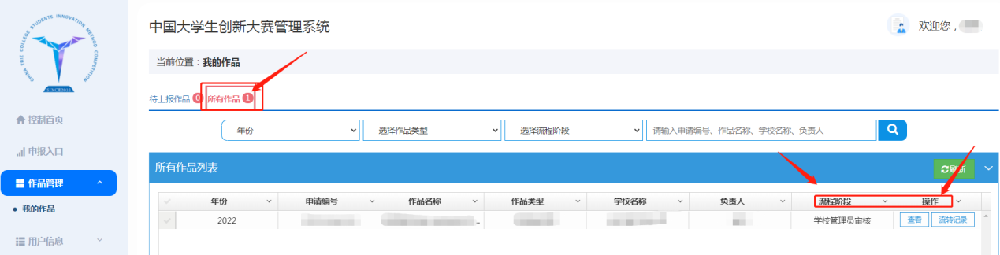 CHINA TRIZ COLLEGE STUDENTS INNOVATION METHOD COMPETITION
中国大学生创新大赛管理系统
欢迎您，
当前位置：我的作品
待上报作品 0 所有作品 1
控制首页
--年份-- --选择作品类型-- --选择流程阶段-- 请输入申请编号、作品名称、学校名称、负责人
申报入口
所有作品列表 刷新
作品管理
年份 申请编号 作品名称 作品类型 学校名称 负责人 流程阶段 操作
我的作品
2022 .. 学校管理员审核 查看 流转记录
用户信息